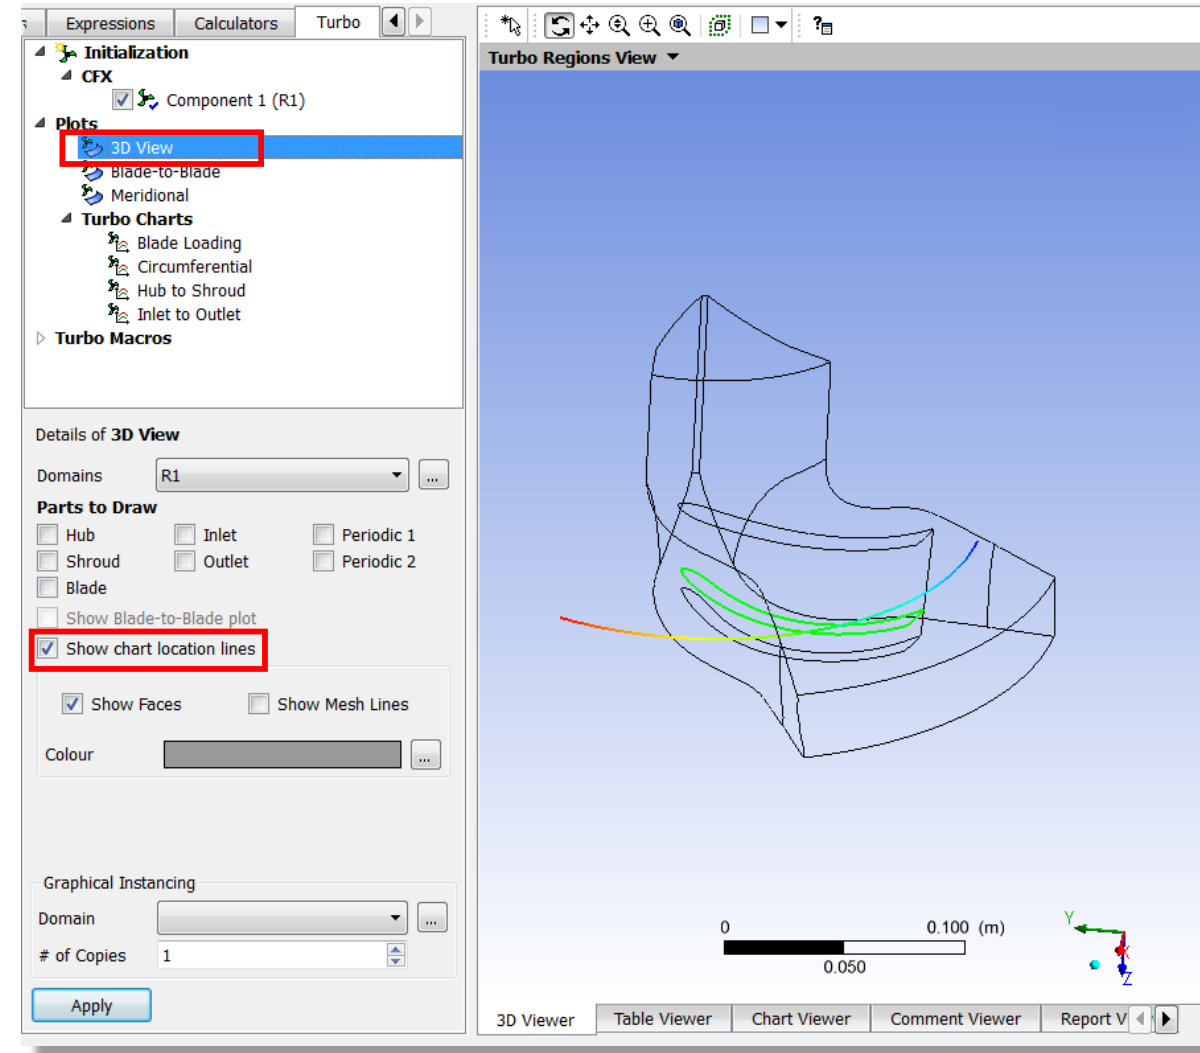 Expressions Calculators Turbo
Initialization
CFX
Component 1 (R1)
Plots
3D View
Blade-to-Blade
Meridional
Turbo Charts
Blade Loading
Circumferential
Hub to Shroud
Inlet to Outlet
Turbo Macros
Details of 3D View
Domains R1 ...
Parts to Draw
Hub Inlet Periodic 1
Shroud Outlet Periodic 2
Blade
Show Blade-to-Blade plot
Show chart location lines
Show Faces Show Mesh Lines
Colour ...
Graphical Instancing
Domain ...
# of Copies 1
Apply
Turbo Regions View
0 0.100 (m)
0.050
Y
X
Z
3D Viewer Table Viewer Chart Viewer Comment Viewer Report V